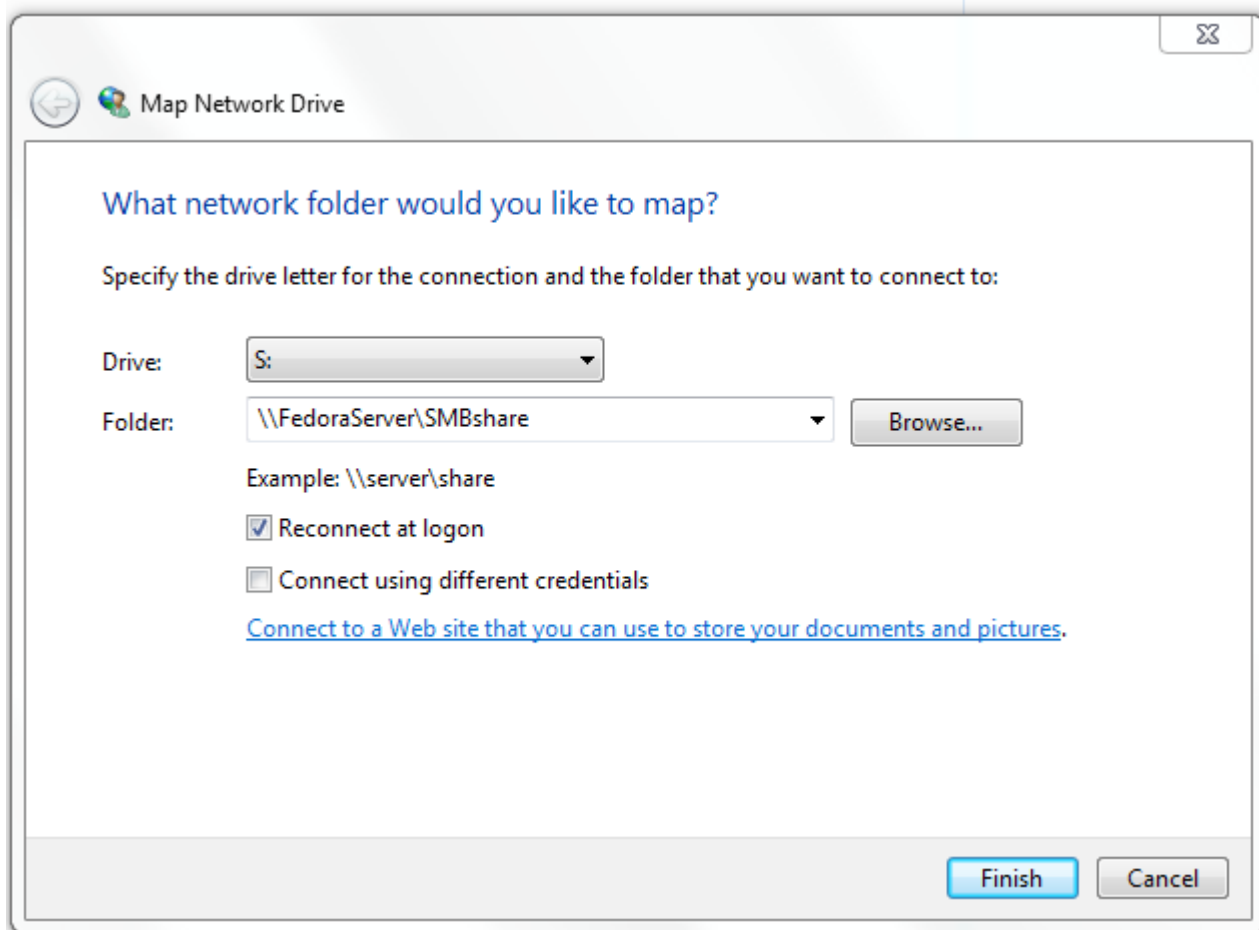 Map Network Drive
What network folder would you like to map?
Specify the drive letter for the connection and the folder that you want to connect to:
Drive: S:
Folder: \\FedoraServer\SMBshare Browse...
Example: \\server\share
Reconnect at logon
Connect using different credentials
Connect to a Web site that you can use to store your documents and pictures.
Finish Cancel